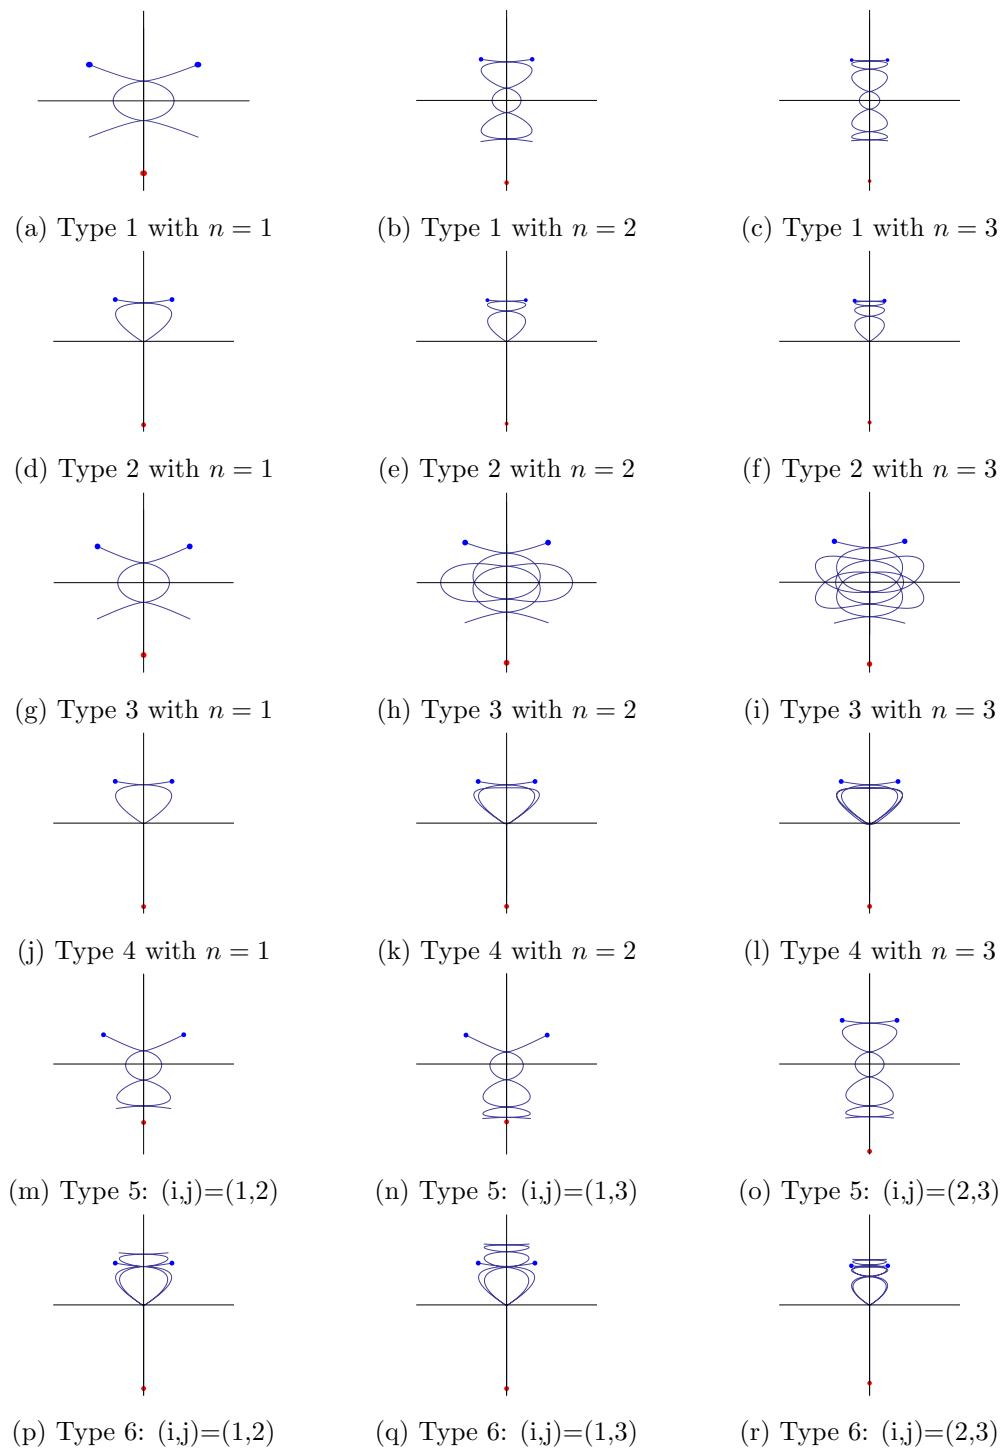 (a) Type 1 with n = 1 (b) Type 1 with n = 2 (c) Type 1 with n = 3
(d) Type 2 with n = 1 (e) Type 2 with n = 2 (f) Type 2 with n = 3
(g) Type 3 with n = 1 (h) Type 3 with n = 2 (i) Type 3 with n = 3
(j) Type 4 with n = 1 (k) Type 4 with n = 2 (l) Type 4 with n = 3
(m) Type 5: (i,j)=(1,2) (n) Type 5: (i,j)=(1,3) (o) Type 5: (i,j)=(2,3)
(p) Type 6: (i,j)=(1,2) (q) Type 6: (i,j)=(1,3) (r) Type 6: (i,j)=(2,3)